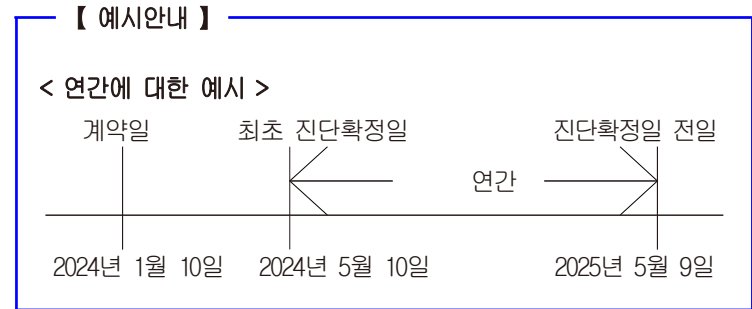 【 예시안내 】
< 연간에 대한 예시 >
계약일 최초 진단확정일 진단확정일 전일
연간
2024년 1월 10일 2024년 5월 10일 2025년 5월 9일